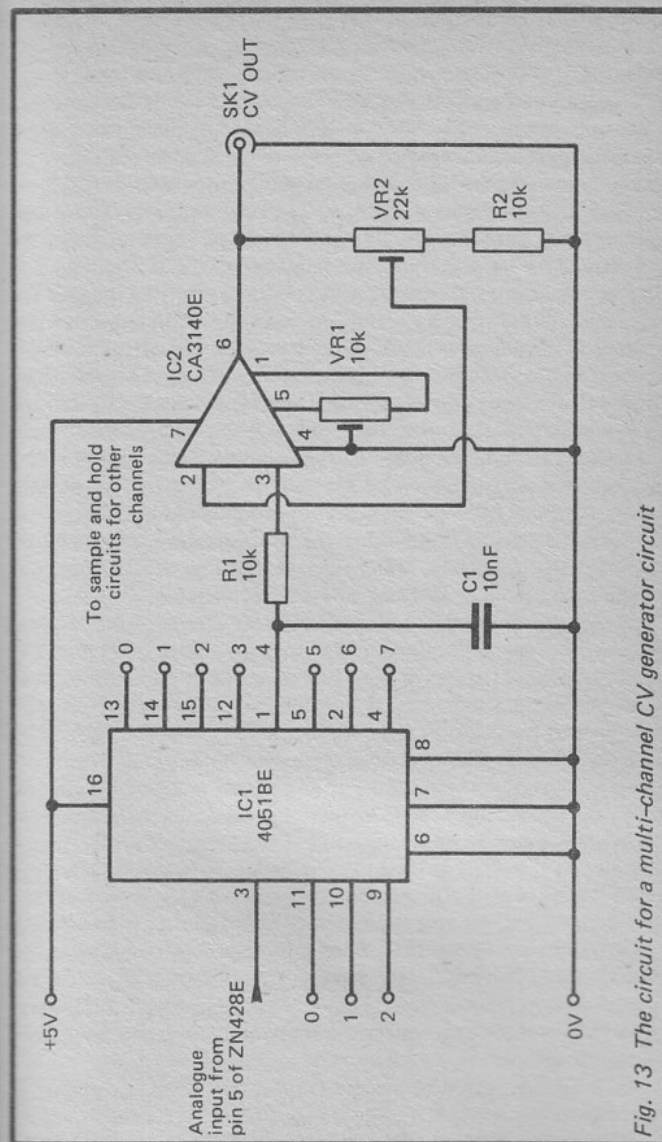 +5V
Analogue
input from
pin 5 of ZN428E
0
1
2
0V
3
11
10
9
16
IC1
4051BE
6
7
8
13
14
15
12
1
5
2
4
0
1
2
3
4
5
6
7
To sample and hold
circuits for other
channels
R1
10k
C1
10nF
2
3
7
4
5
1
6
IC2
CA3140E
VR1
10k
SK1
CV OUT
VR2
22k
R2
10k
Fig. 13 The circuit for a multi-channel CV generator circuit